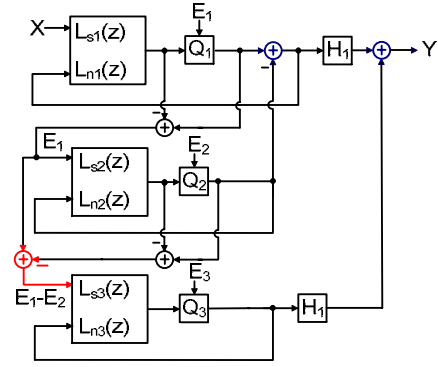 E₁
X
Lₛ₁(z)
Lₙ₁(z)
Q₁
-
H₁
Y
-
E₁
E₂
Lₛ₂(z)
Lₙ₂(z)
Q₂
-
-
E₁-E₂
E₃
Lₛ₃(z)
Lₙ₃(z)
Q₃
H₁